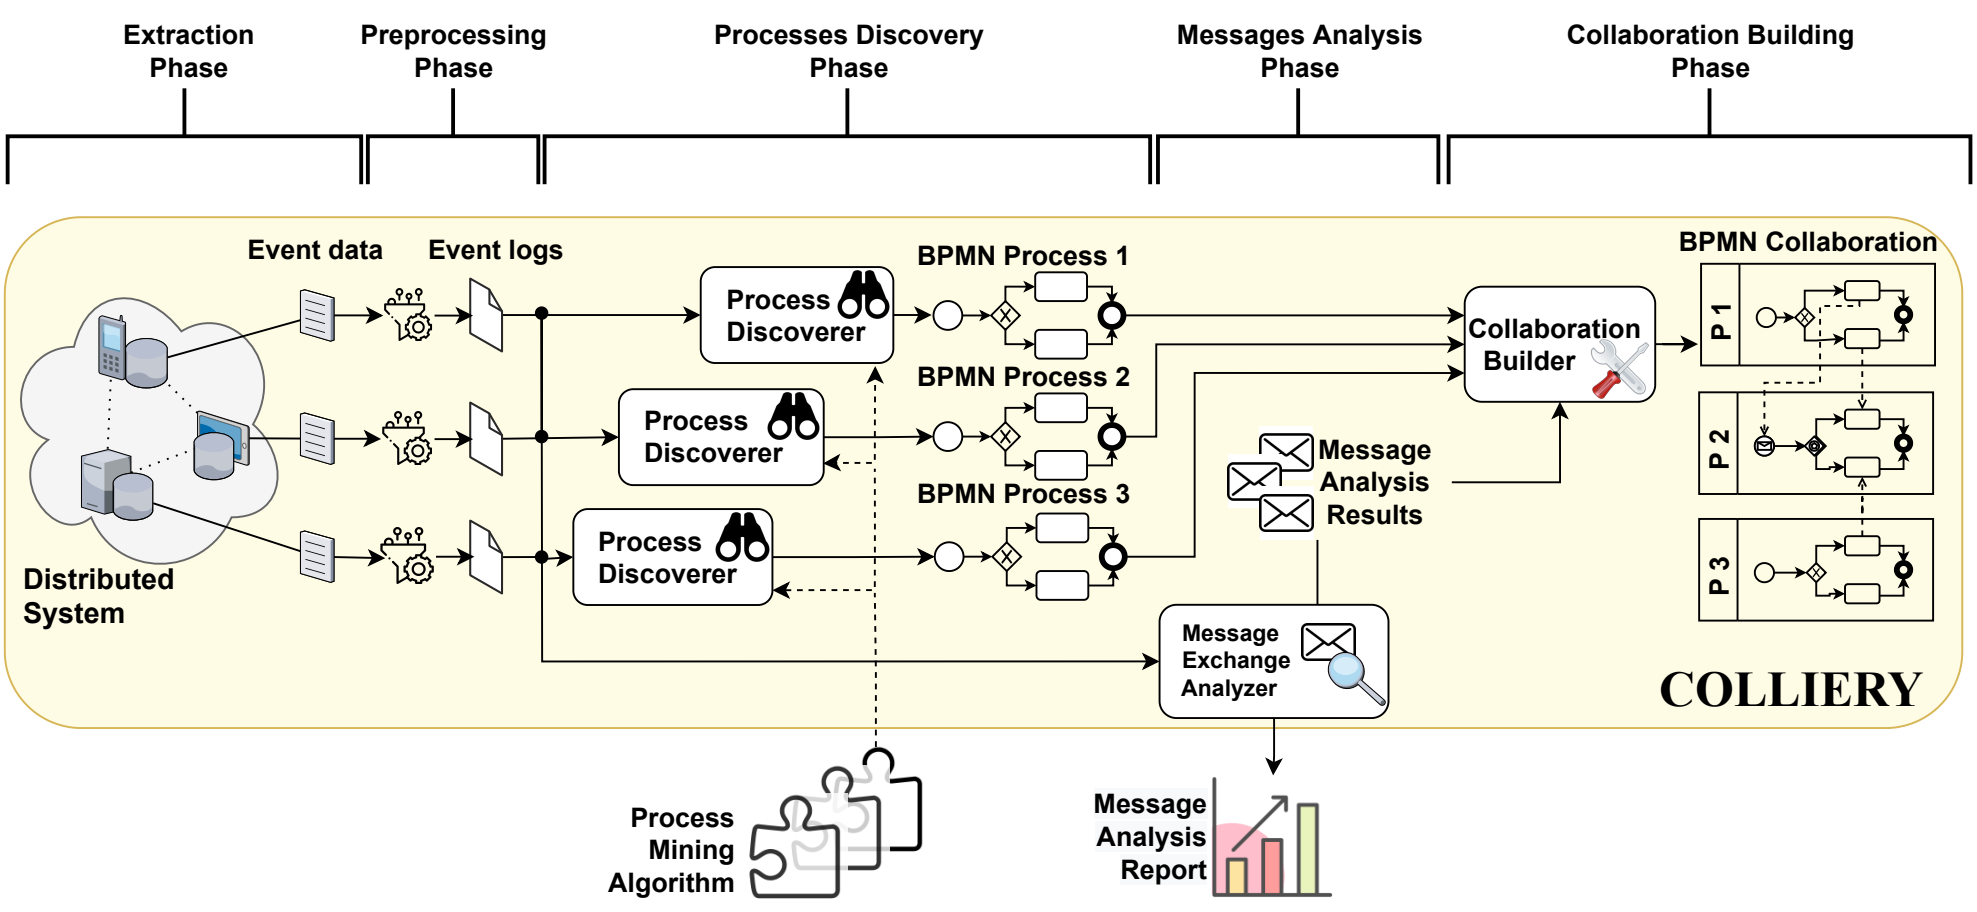 Extraction
Phase
Preprocessing
Phase
Processes Discovery
Phase
Messages Analysis
Phase
Collaboration Building
Phase
Event data
Event logs
BPMN Process 1
BPMN Collaboration
Process
Discoverer
Collaboration
Builder
P 1
BPMN Process 2
Process
Discoverer
Message
Analysis
Results
P 2
BPMN Process 3
Process
Discoverer
P 3
Distributed
System
Message
Exchange
Analyzer
COLLIERY
Process
Mining
Algorithm
Message
Analysis
Report